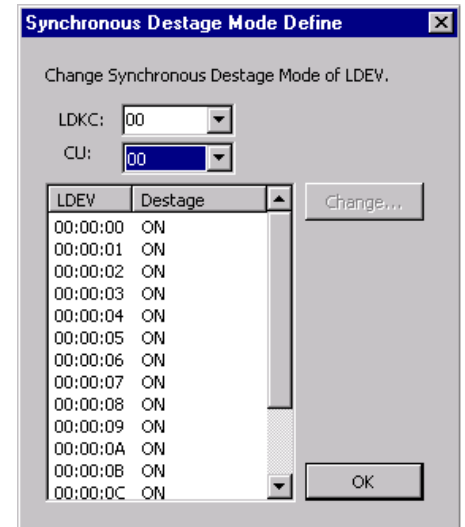 Synchronous Destage Mode Define
Change Synchronous Destage Mode of LDEV.
LDKC: 00
CU: 00
LDEV Destage
Change...
00:00:00 ON
00:00:01 ON
00:00:02 ON
00:00:03 ON
00:00:04 ON
00:00:05 ON
00:00:06 ON
00:00:07 ON
00:00:08 ON
00:00:09 ON
00:00:0A ON
00:00:0B ON
00:00:0C ON
OK